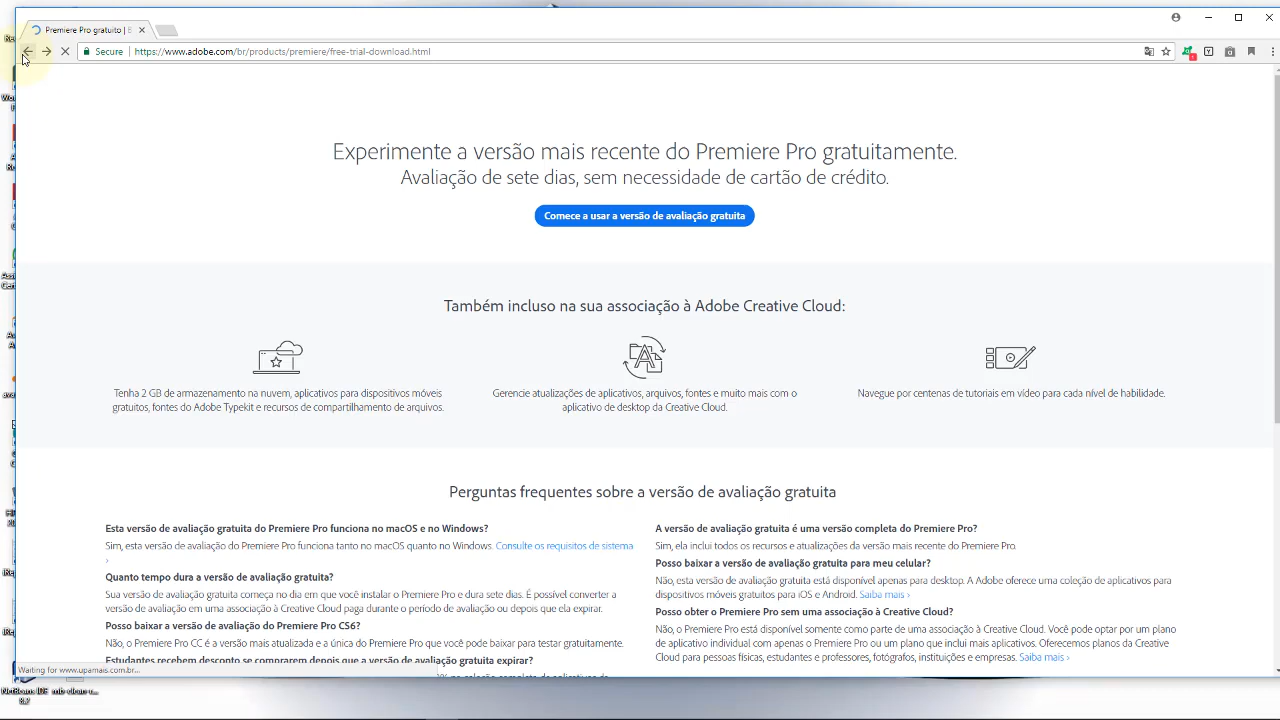 Premiere Pro gratuito |
Secure
https://www.adobe.com/br/products/premiere/free-trial-download.html
Experimente a versão mais recente do Premiere Pro gratuitamente.
Avaliação de sete dias, sem necessidade de cartão de crédito.
Comece a usar a versão de avaliação gratuita
Também incluso na sua associação à Adobe Creative Cloud:
Tenha 2 GB de armazenamento na nuvem, aplicativos para dispositivos móveis
gratuitos, fontes do Adobe Typekit e recursos de compartilhamento de arquivos.
Gerencie atualizações de aplicativos, arquivos, fontes e muito mais com o
aplicativo de desktop da Creative Cloud.
Navegue por centenas de tutoriais em vídeo para cada nível de habilidade.
Perguntas frequentes sobre a versão de avaliação gratuita
Esta versão de avaliação gratuita do Premiere Pro funciona no macOS e no Windows?
Sim, esta versão de avaliação do Premiere Pro funciona tanto no macOS quanto no Windows. Consulte os requisitos de sistema
›
Quanto tempo dura a versão de avaliação gratuita?
Sua versão de avaliação gratuita começa no dia em que você instalar o Premiere Pro e dura sete dias. É possível converter a
versão de avaliação em uma associação à Creative Cloud paga durante o período de avaliação ou depois que ela expirar.
Posso baixar a versão de avaliação do Premiere Pro CS6?
Não, o Premiere Pro CC é a versão mais atualizada e a única do Premiere Pro que você pode baixar para testar gratuitamente.
Estudantes recebem desconto se comprarem depois que a versão de avaliação gratuita expirar?
A versão de avaliação gratuita é uma versão completa do Premiere Pro?
Sim, ela inclui todos os recursos e atualizações da versão mais recente do Premiere Pro.
Posso baixar a versão de avaliação gratuita para meu celular?
Não, esta versão de avaliação gratuita está disponível apenas para desktop. A Adobe oferece uma coleção de aplicativos para
dispositivos móveis gratuitos para iOS e Android. Saiba mais ›
Posso obter o Premiere Pro sem uma associação à Creative Cloud?
Não, o Premiere Pro está disponível somente como parte de uma associação à Creative Cloud. Você pode optar por um plano
de aplicativo individual com apenas o Premiere Pro ou um plano que inclui mais aplicativos. Oferecemos planos da Creative
Cloud para pessoas físicas, estudantes e professores, fotógrafos, instituições e empresas. Saiba mais ›
Waiting for www.upamais.com.br...
NetBeans IDE
8.2